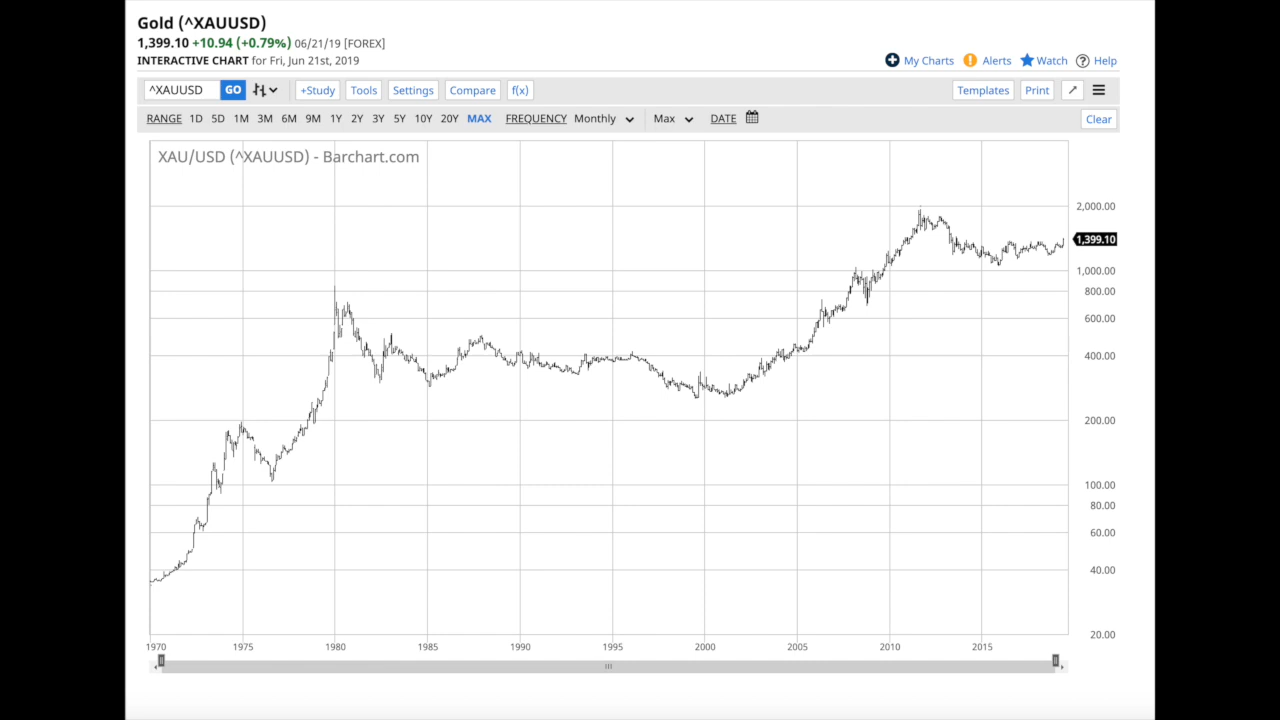 Gold (^XAUUSD)
1,399.10 +10.94 (+0.79%) 06/21/19 [FOREX]
INTERACTIVE CHART for Fri, Jun 21st, 2019
My Charts Alerts Watch Help
^XAUUSD GO +Study Tools Settings Compare f(x) Templates Print
RANGE 1D 5D 1M 3M 6M 9M 1Y 2Y 3Y 5Y 10Y 20Y MAX FREQUENCY Monthly Max DATE Clear
XAU/USD (^XAUUSD) - Barchart.com
2,000.00
1,399.10
1,000.00
800.00
600.00
400.00
200.00
100.00
80.00
60.00
40.00
20.00
1970 1975 1980 1985 1990 1995 2000 2005 2010 2015